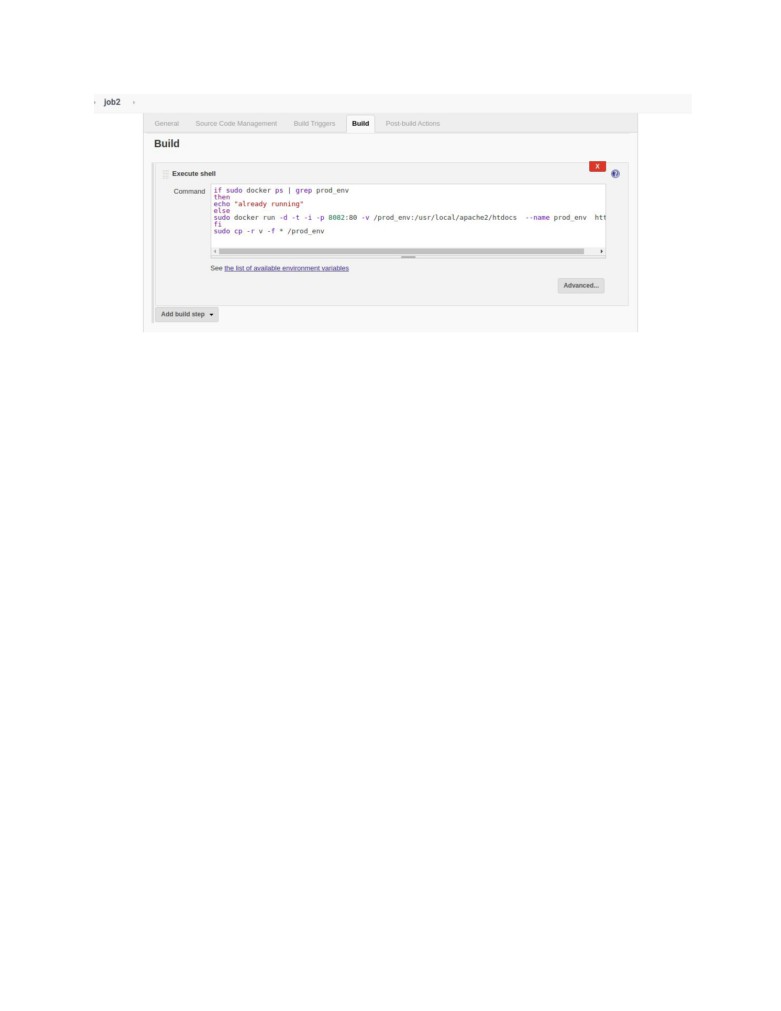 job2
General Source Code Management Build Triggers Build Post-build Actions
Build
X
Execute shell
Command
if sudo docker ps | grep prod_env
then
echo "already running"
else
sudo docker run -d -t -i -p 8082:80 -v /prod_env:/usr/local/apache2/htdocs --name prod_env htt
fi
sudo cp -r v -f * /prod_env
See the list of available environment variables
Advanced...
Add build step